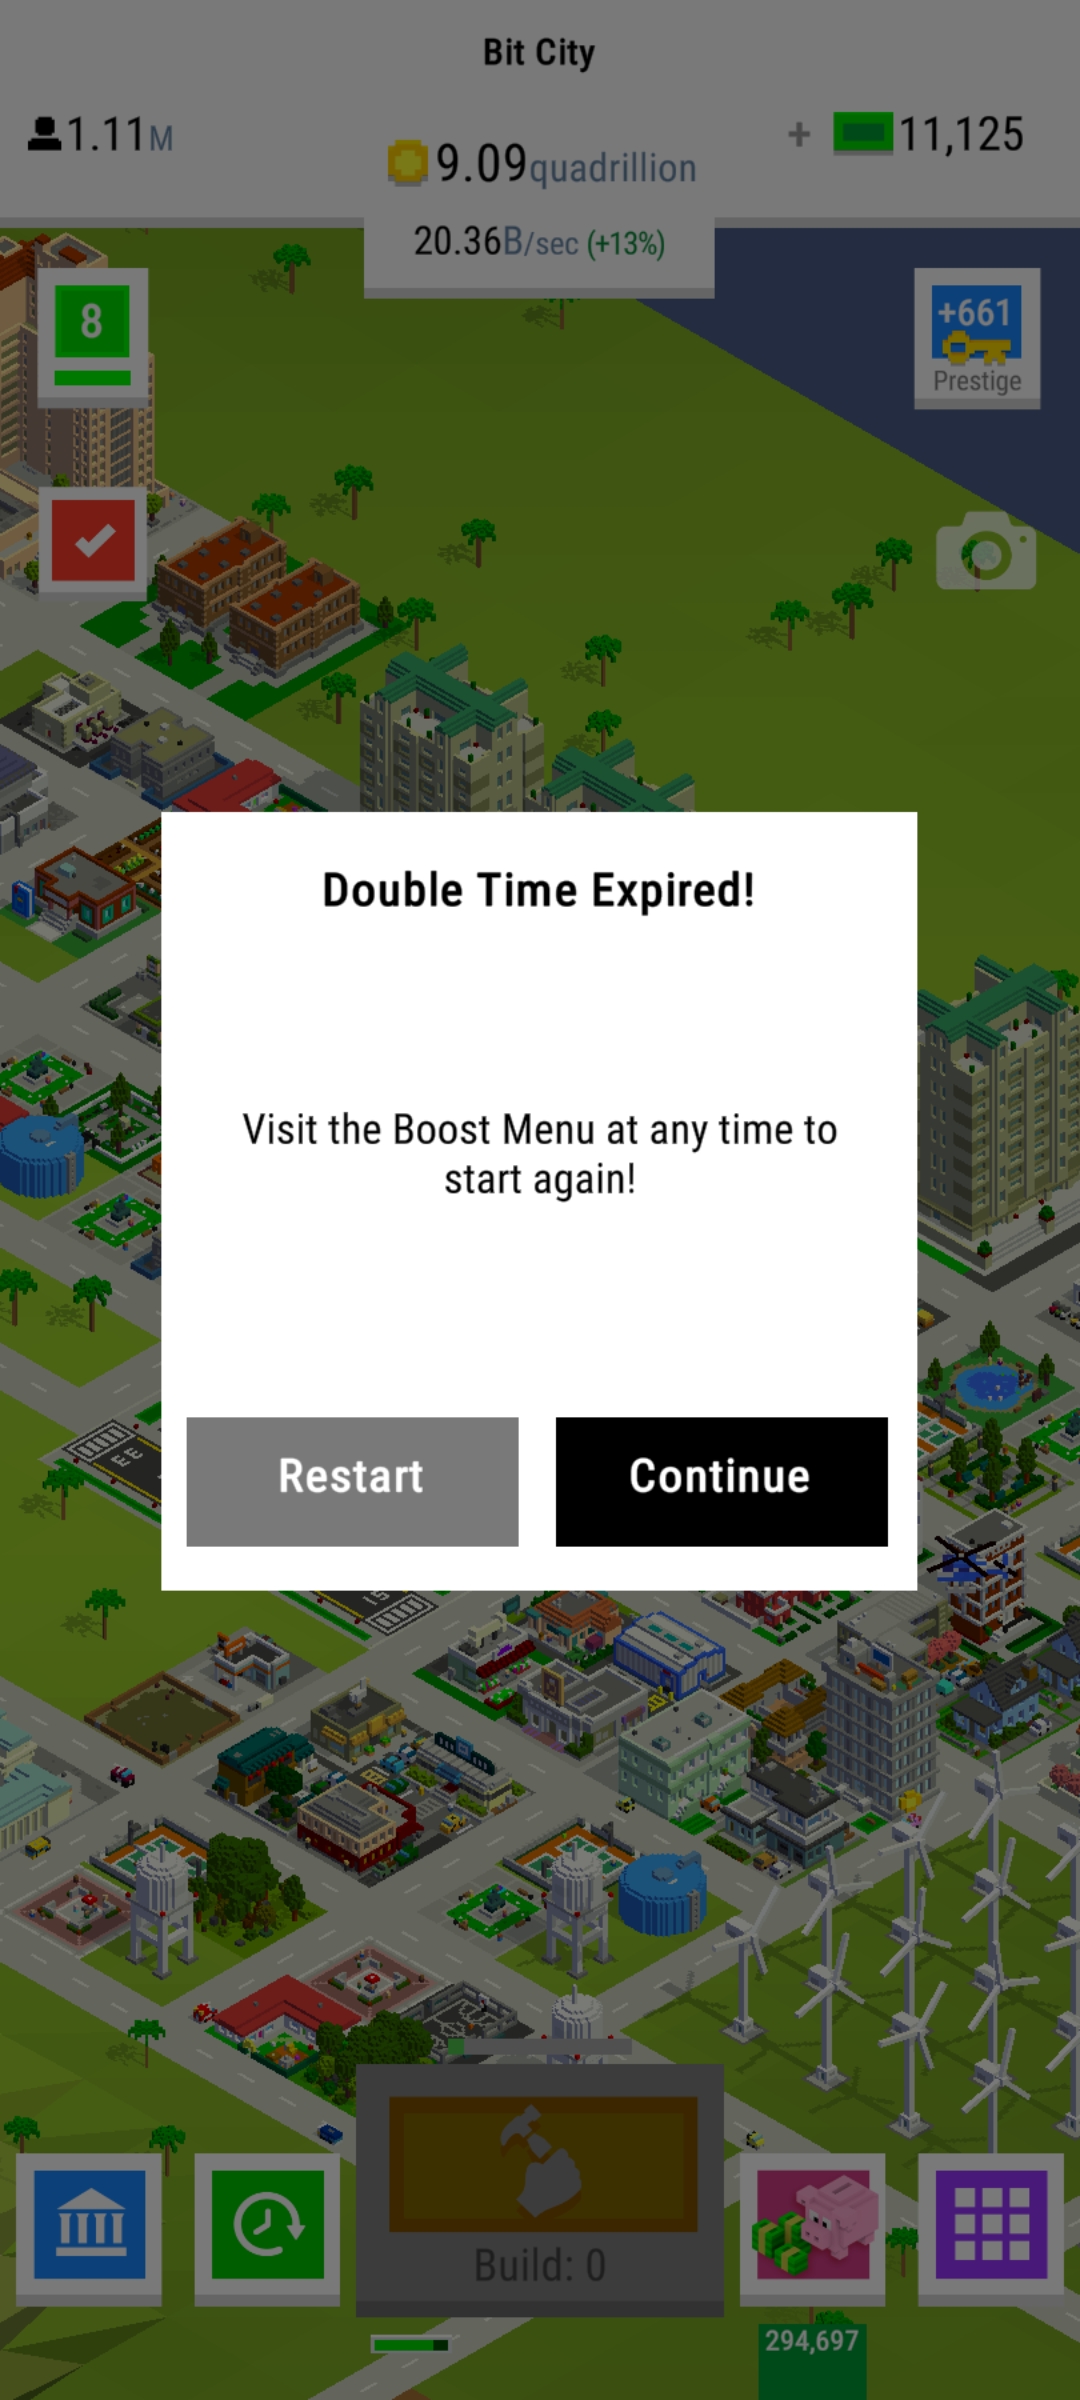 Bit City
1.11M
9.09quadrillion
+ 11,125
20.36B/sec (+13%)
8
+661
Prestige
Double Time Expired!
Visit the Boost Menu at any time to
start again!
Restart
Continue
Build: 0
294,697